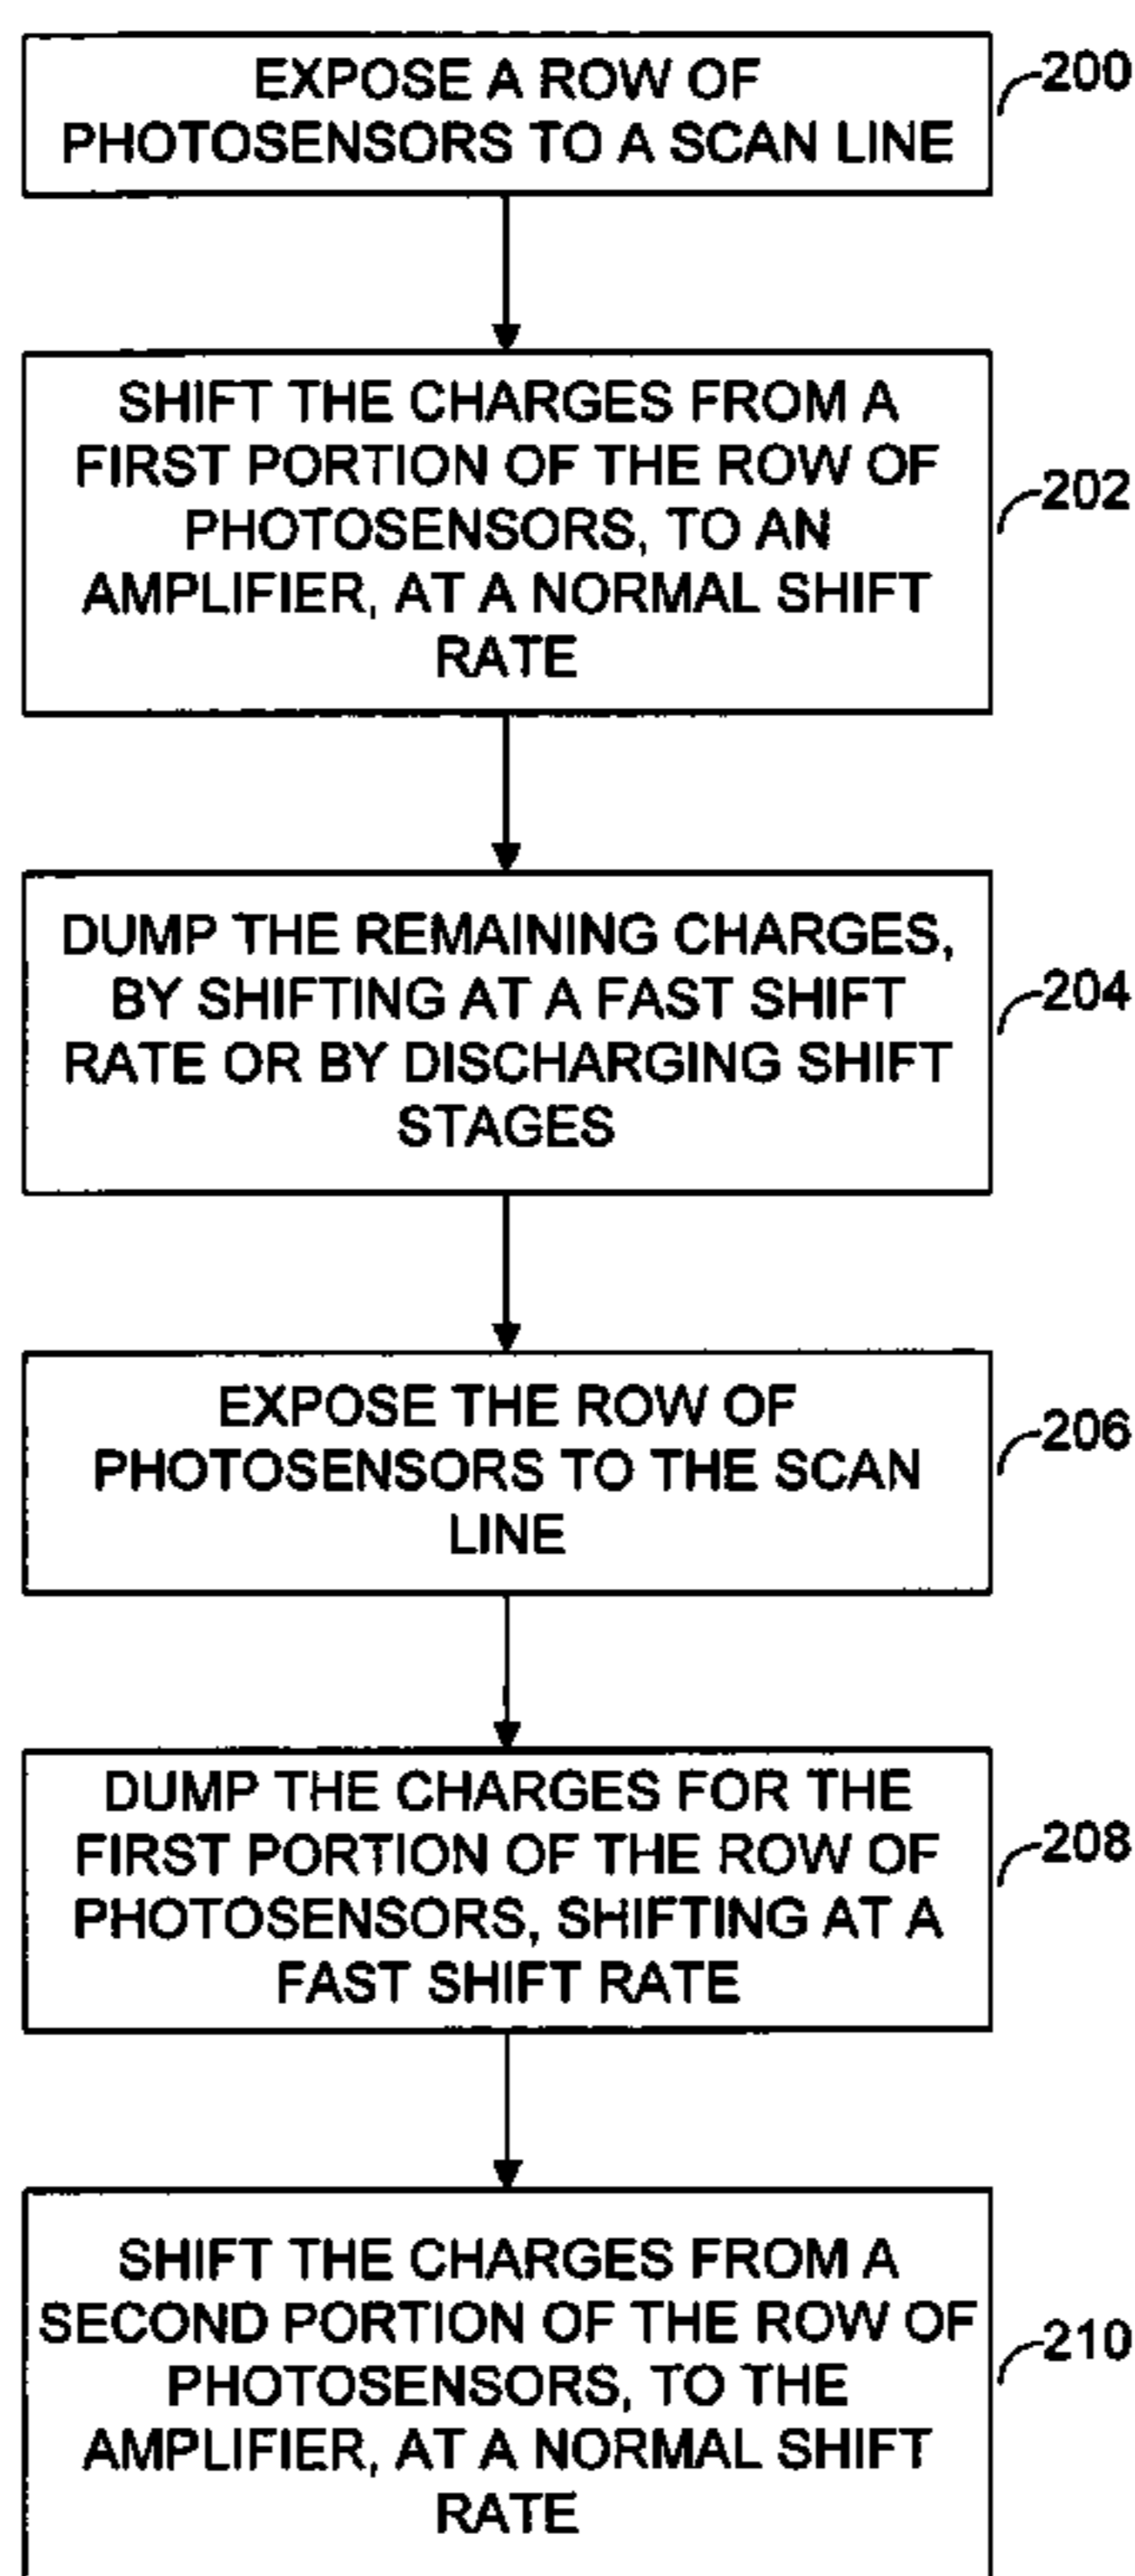 EXPOSE A ROW OF
PHOTOSENSORS TO A SCAN LINE
200
SHIFT THE CHARGES FROM A
FIRST PORTION OF THE ROW OF
PHOTOSENSORS, TO AN
AMPLIFIER, AT A NORMAL SHIFT
RATE
202
DUMP THE REMAINING CHARGES,
BY SHIFTING AT A FAST SHIFT
RATE OR BY DISCHARGING SHIFT
STAGES
204
EXPOSE THE ROW OF
PHOTOSENSORS TO THE SCAN
LINE
206
DUMP THE CHARGES FOR THE
FIRST PORTION OF THE ROW OF
PHOTOSENSORS, SHIFTING AT A
FAST SHIFT RATE
208
SHIFT THE CHARGES FROM A
SECOND PORTION OF THE ROW OF
PHOTOSENSORS, TO THE
AMPLIFIER, AT A NORMAL SHIFT
RATE
210